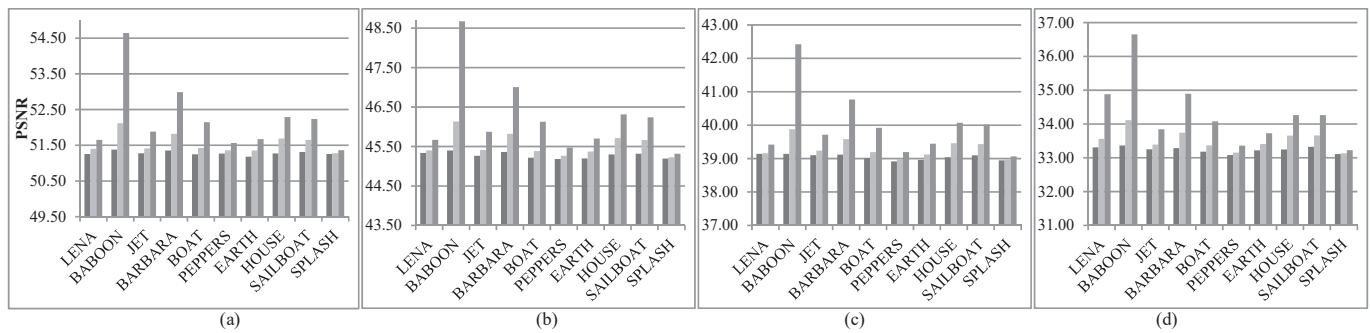 PSNR
54.50
53.50
52.50
51.50
50.50
49.50
LENA
BABOON
JET
BARBARA
BOAT
PEPPERS
EARTH
HOUSE
SAILBOAT
SPLASH
(a)
48.50
47.50
46.50
45.50
44.50
43.50
LENA
BABOON
JET
BARBARA
BOAT
PEPPERS
EARTH
HOUSE
SAILBOAT
SPLASH
(b)
43.00
42.00
41.00
40.00
39.00
38.00
37.00
LENA
BABOON
JET
BARBARA
BOAT
PEPPERS
EARTH
HOUSE
SAILBOAT
SPLASH
(c)
37.00
36.00
35.00
34.00
33.00
32.00
31.00
LENA
BABOON
JET
BARBARA
BOAT
PEPPERS
EARTH
HOUSE
SAILBOAT
SPLASH
(d)